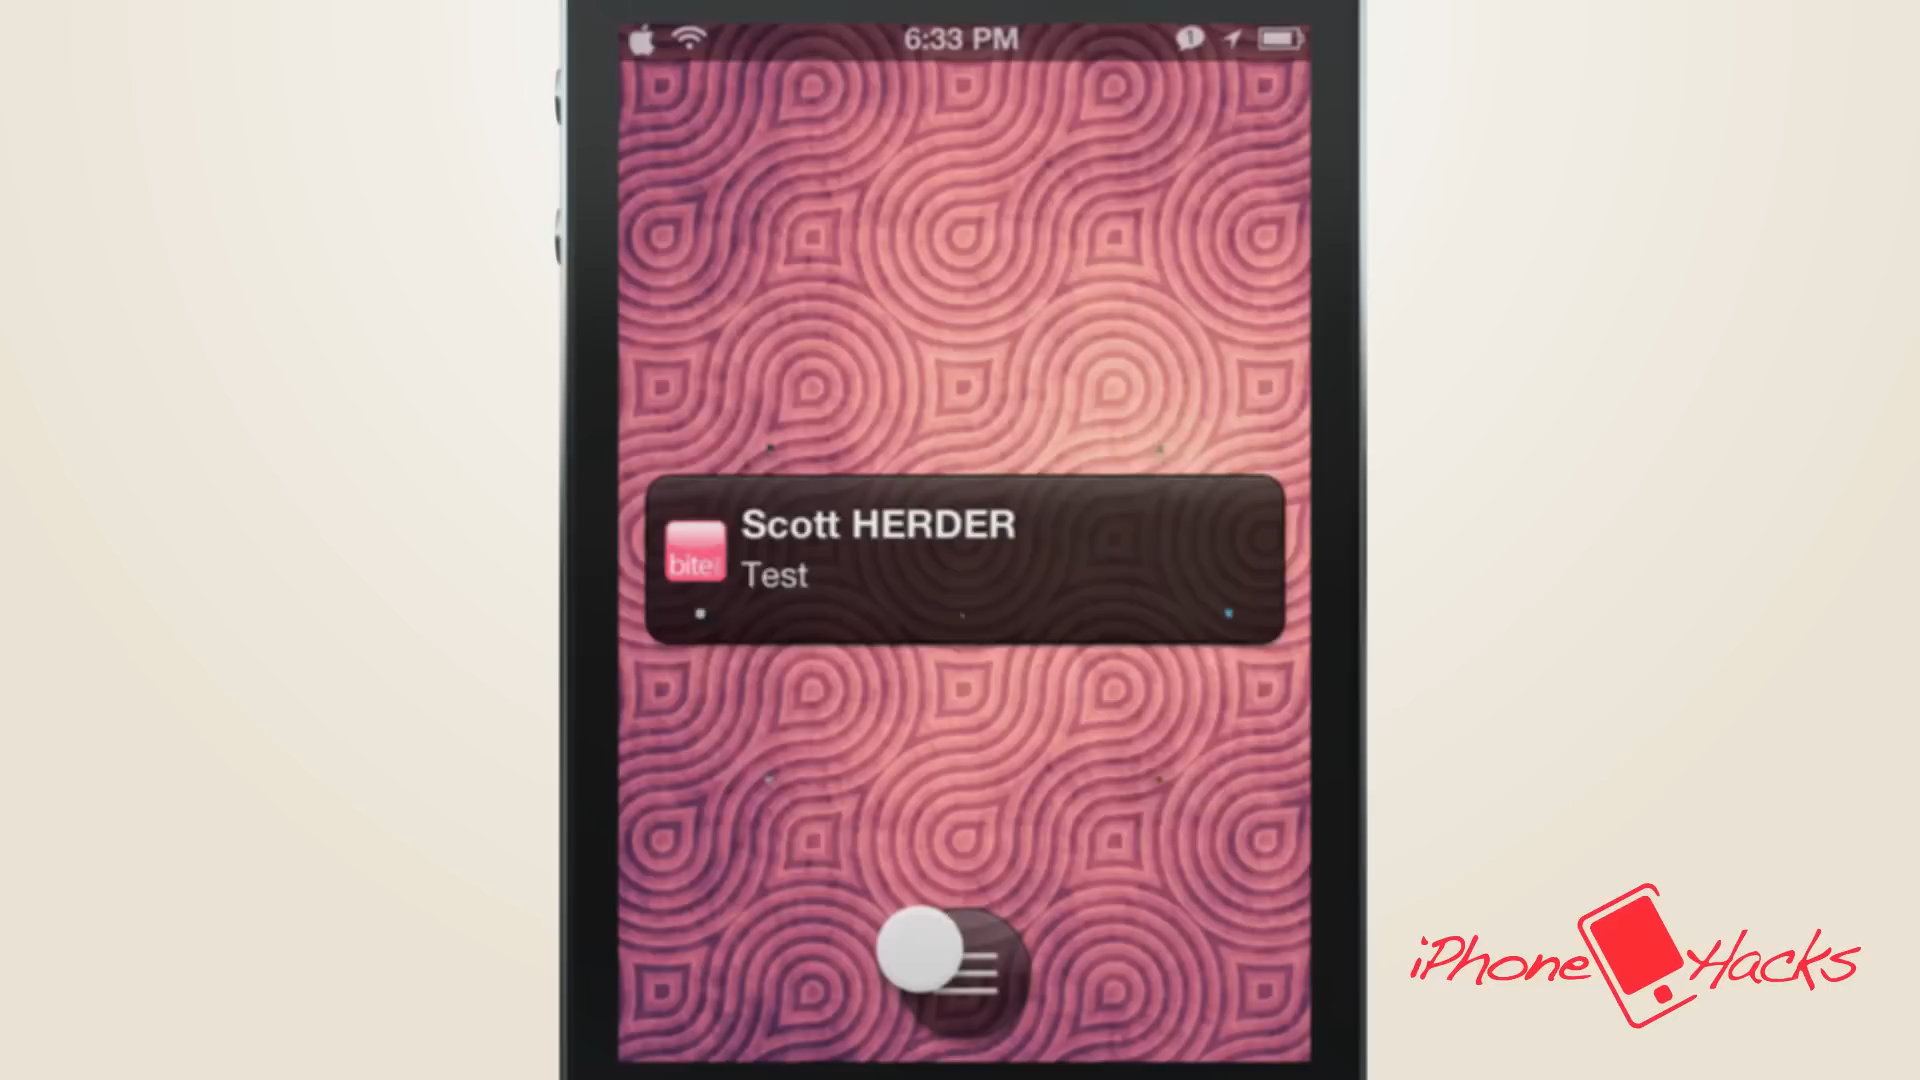 6:33 PM
Scott HERDER
bite
Test
iPhone Hacks